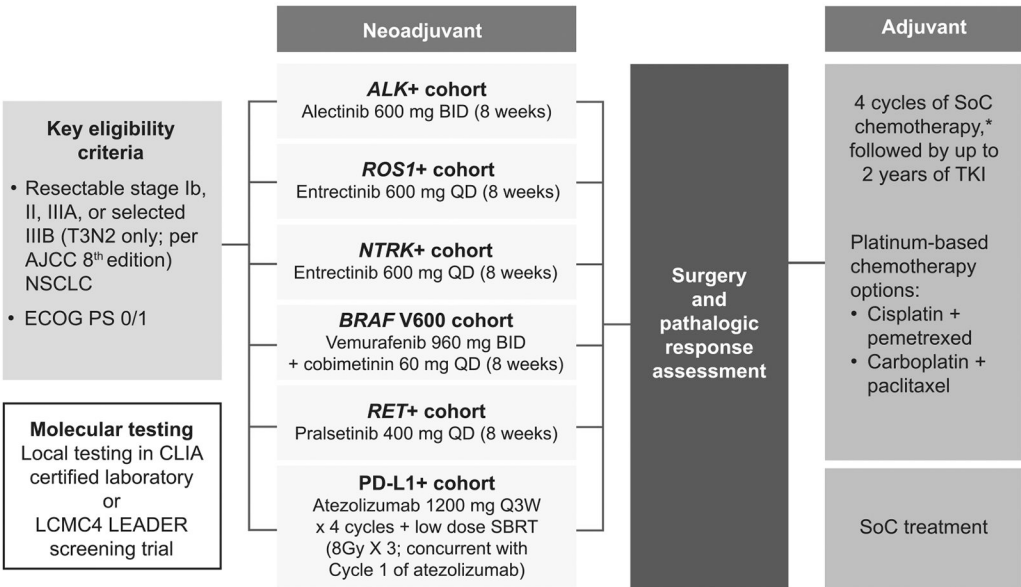 Key eligibility
criteria
• Resectable stage Ib,
II, IIIA, or selected
IIIB (T3N2 only; per
AJCC 8th edition)
NSCLC
• ECOG PS 0/1
Molecular testing
Local testing in CLIA
certified laboratory
or
LCMC4 LEADER
screening trial
Neoadjuvant
ALK+ cohort
Alectinib 600 mg BID (8 weeks)
ROS1+ cohort
Entrectinib 600 mg QD (8 weeks)
NTRK+ cohort
Entrectinib 600 mg QD (8 weeks)
BRAF V600 cohort
Vemurafenib 960 mg BID
+ cobimetinin 60 mg QD (8 weeks)
RET+ cohort
Pralsetinib 400 mg QD (8 weeks)
PD-L1+ cohort
Atezolizumab 1200 mg Q3W
x 4 cycles + low dose SBRT
(8Gy X 3; concurrent with
Cycle 1 of atezolizumab)
Surgery
and
pathalogic
response
assessment
Adjuvant
4 cycles of SoC
chemotherapy,*
followed by up to
2 years of TKI
Platinum-based
chemotherapy
options:
• Cisplatin +
pemetrexed
• Carboplatin +
paclitaxel
SoC treatment